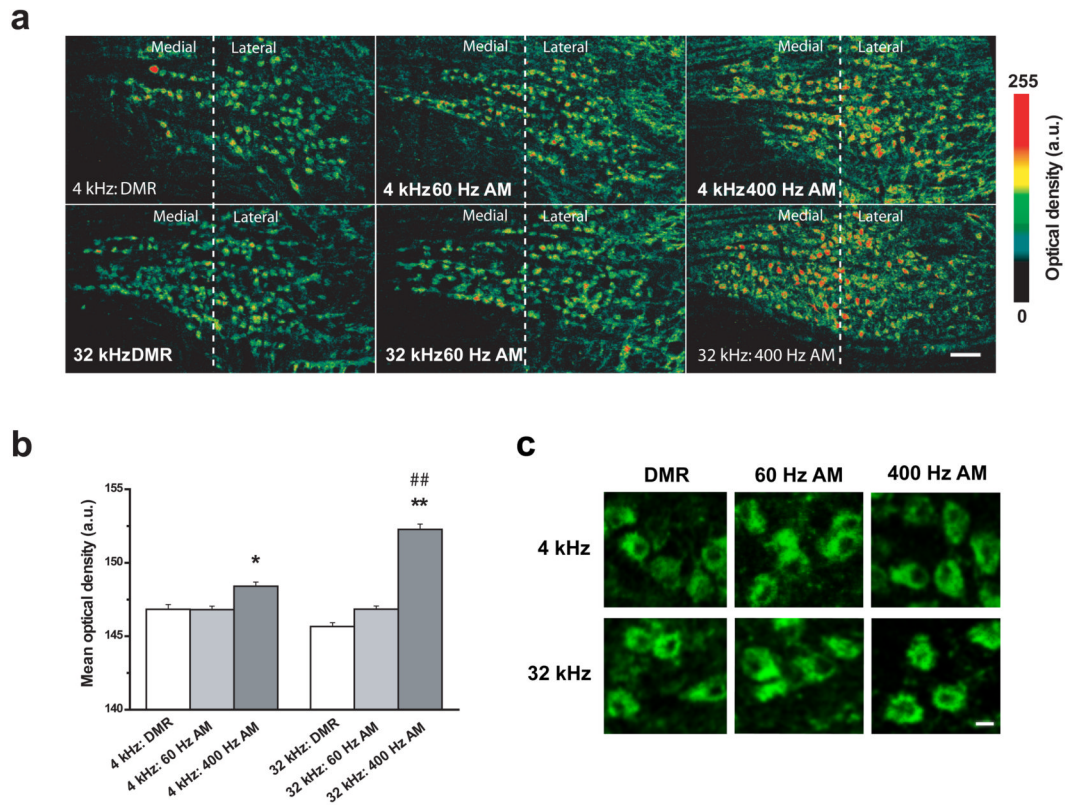 a
Medial Lateral
Medial Lateral
Medial Lateral
4 kHz: DMR
4 kHz60 Hz AM
4 kHz400 Hz AM
Medial Lateral
Medial Lateral
Medial Lateral
32 kHzDMR
32 kHz60 Hz AM
32 kHz: 400 Hz AM
255
Optical density (a.u.)
0
b
Mean optical density (a.u.)
155
150
145
140
*
##
**
4 kHz: DMR
4 kHz: 60 Hz AM
4 kHz: 400 Hz AM
32 kHz: DMR
32 kHz: 60 Hz AM
32 kHz: 400 Hz AM
c
DMR 60 Hz AM 400 Hz AM
4 kHz
32 kHz